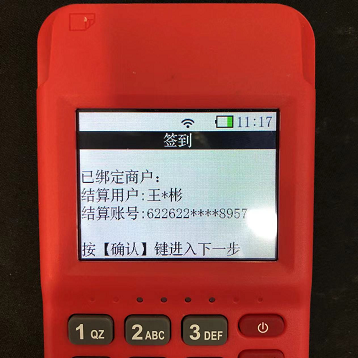 11:17
签到
已绑定商户：
结算用户:王*彬
结算账号:622622****8957
按【确认】键进入下一步
1 QZ
2 ABC
3 DEF